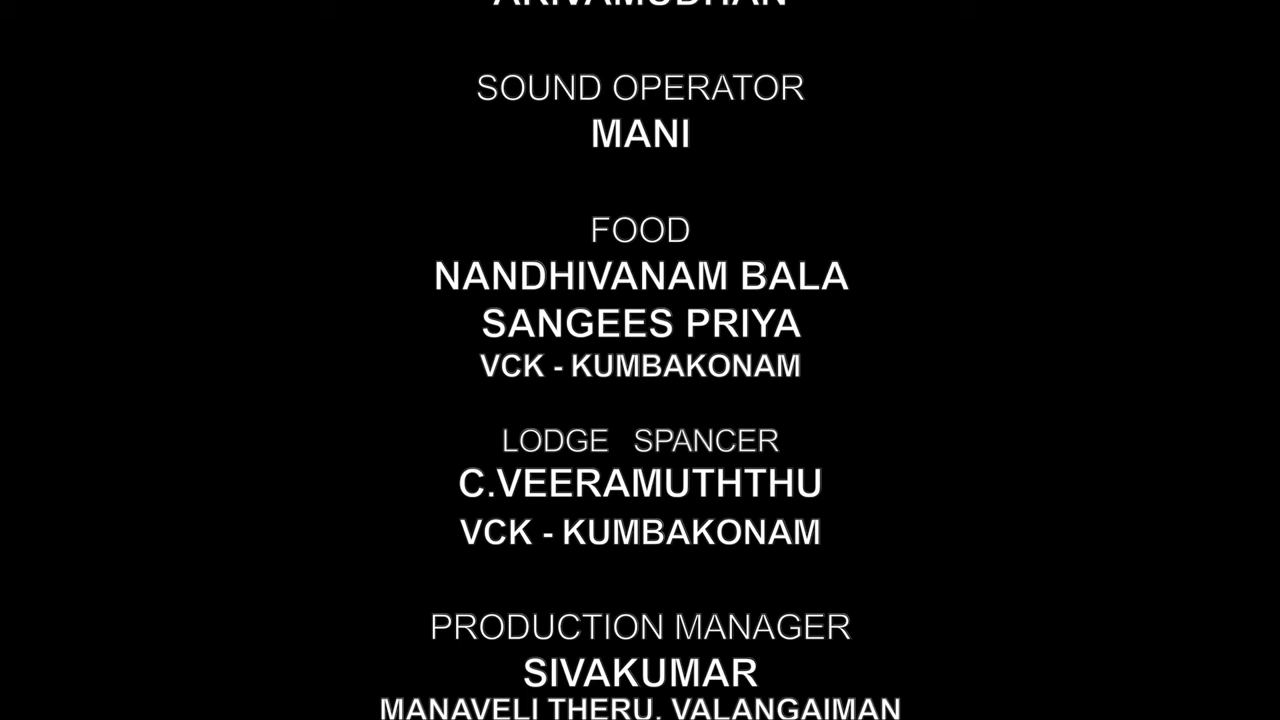 ARIVAMUDHAN
SOUND OPERATOR
MANI
FOOD
NANDHIVANAM BALA
SANGEES PRIYA
VCK - KUMBAKONAM
LODGE SPANCER
C.VEERAMUTHTHU
VCK - KUMBAKONAM
PRODUCTION MANAGER
SIVAKUMAR
MANAVELI THERU, VALANGAIMAN